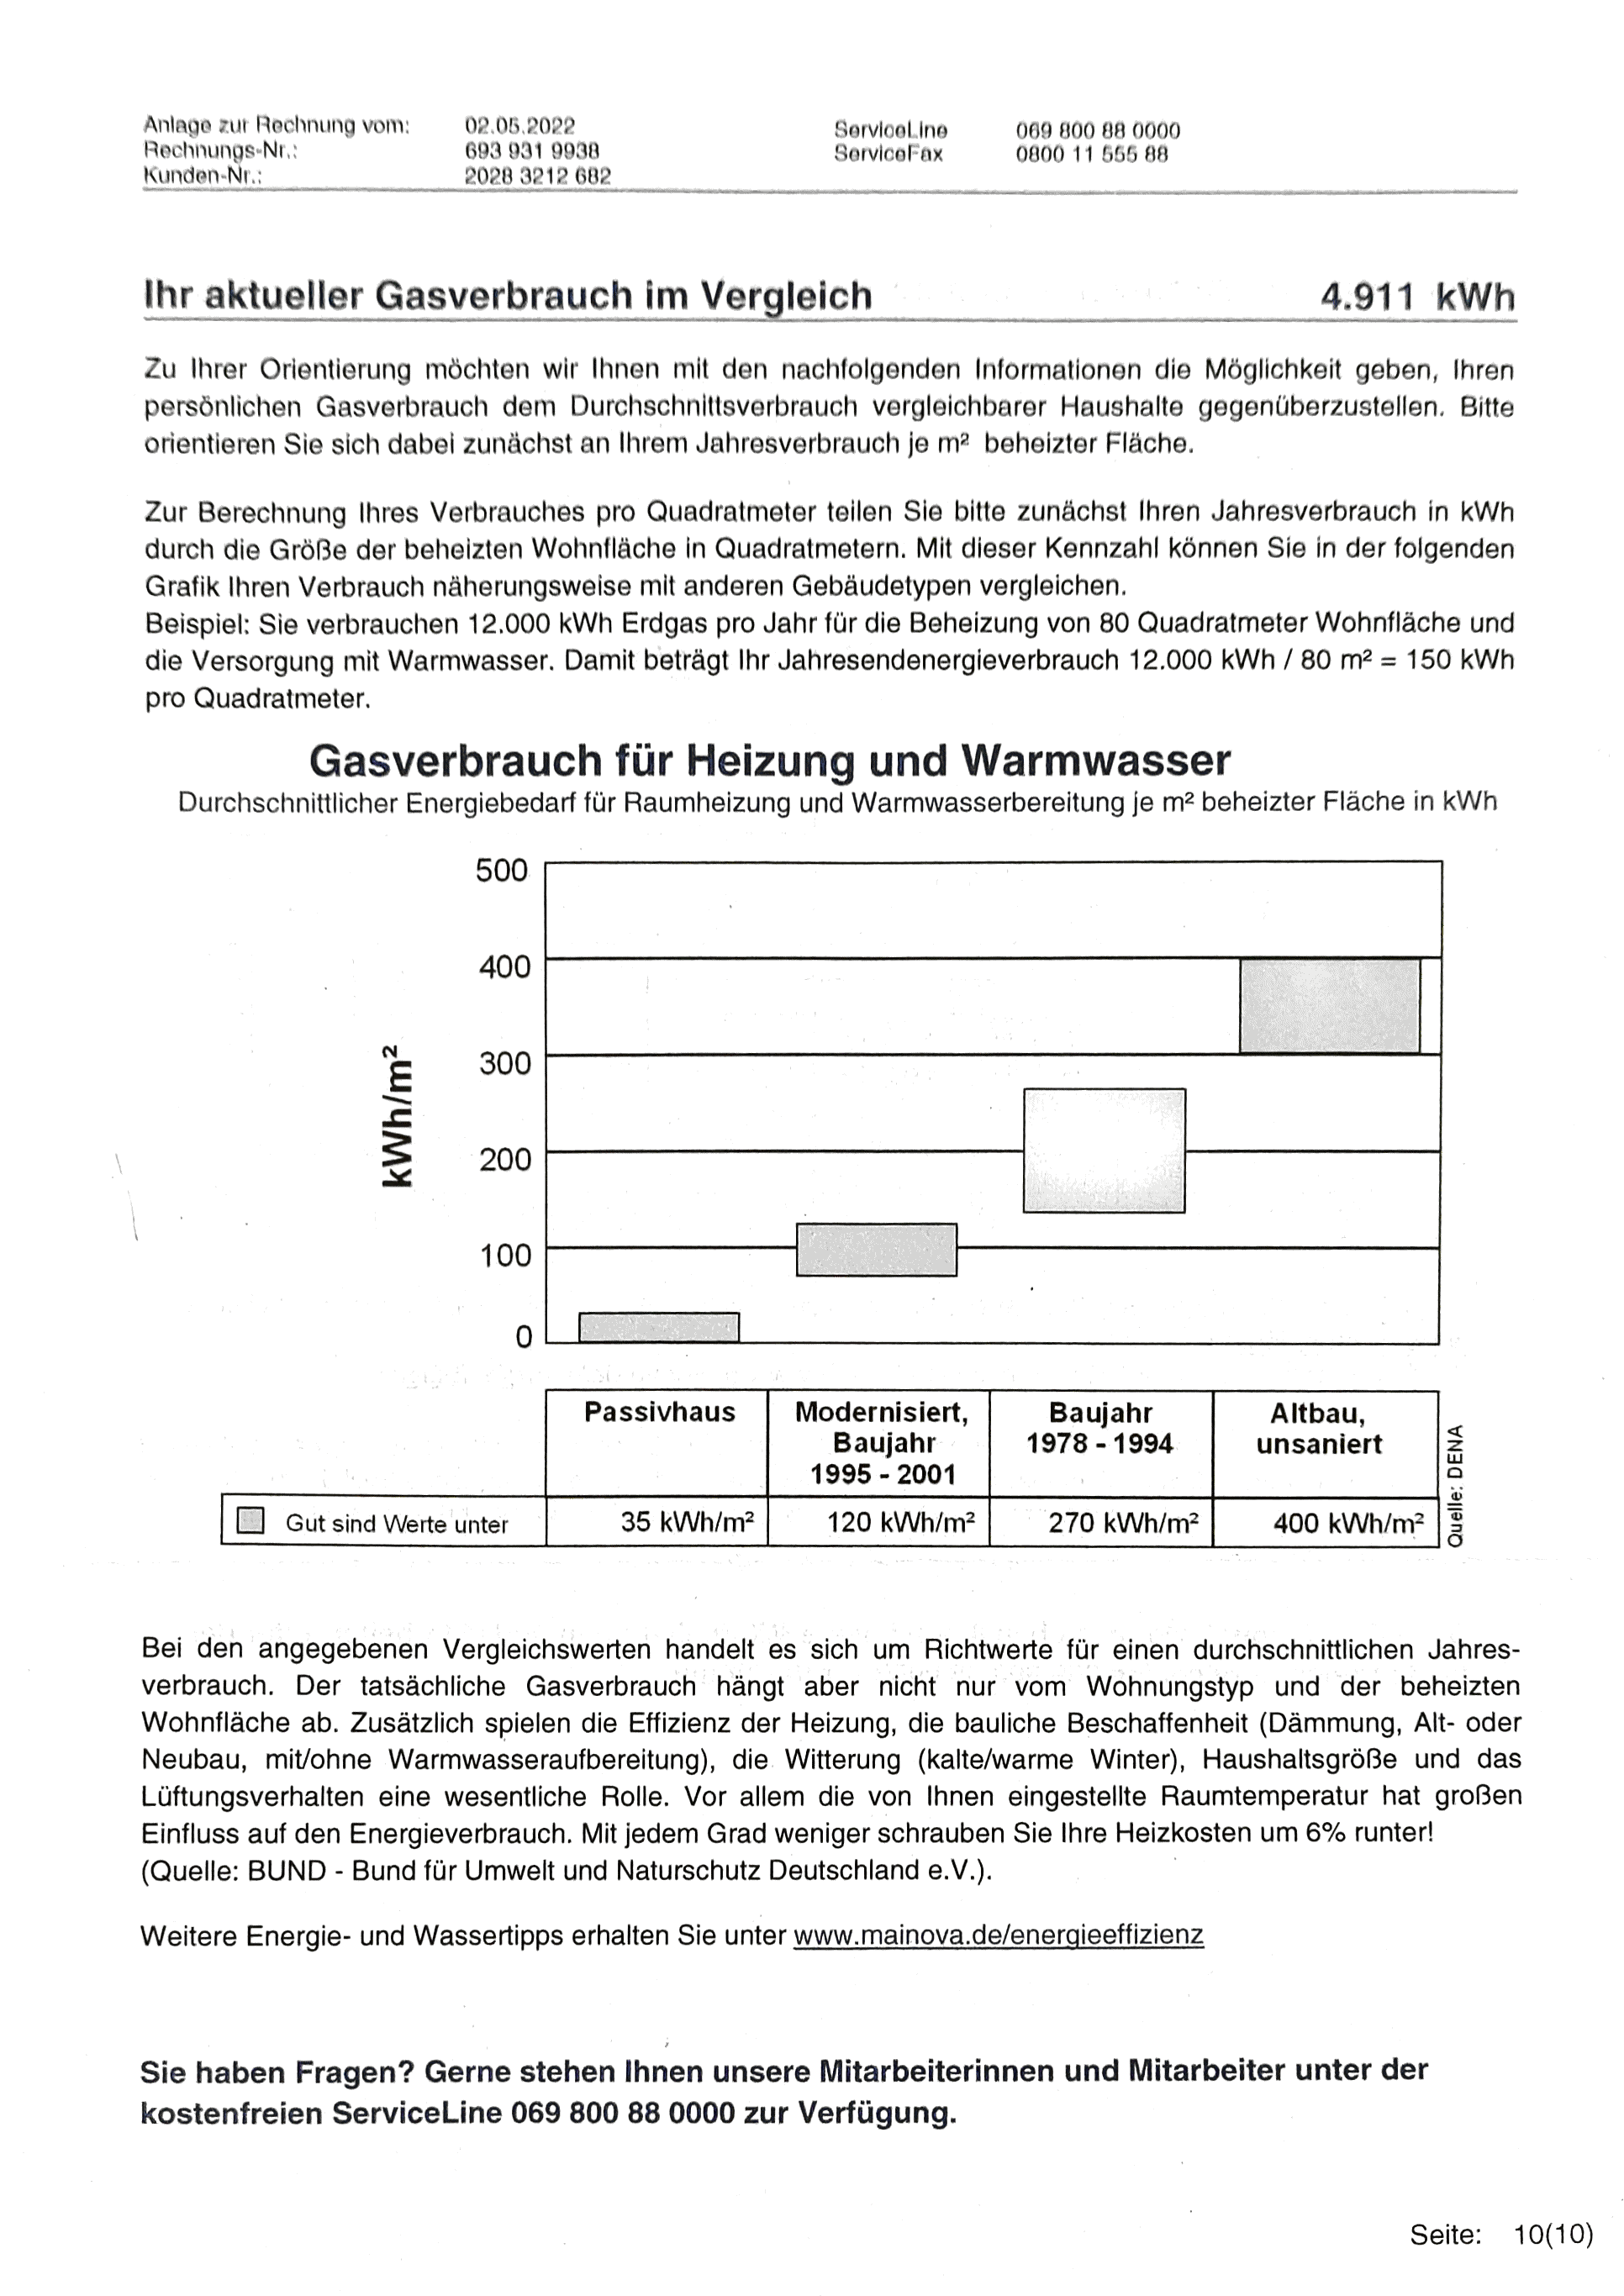 Anlage zur Rechnung vom: 02.05.2022 ServiceLine 069 800 88 0000
Rechnungs-Nr.: 693 931 9938 ServiceFax 0800 11 555 88
Kunden-Nr.: 2028 3212 682
Ihr aktueller Gasverbrauch im Vergleich 4.911 kWh
Zu Ihrer Orientierung möchten wir Ihnen mit den nachfolgenden Informationen die Möglichkeit geben, Ihren
persönlichen Gasverbrauch dem Durchschnittsverbrauch vergleichbarer Haushalte gegenüberzustellen. Bitte
orientieren Sie sich dabei zunächst an Ihrem Jahresverbrauch je m² beheizter Fläche.
Zur Berechnung Ihres Verbrauches pro Quadratmeter teilen Sie bitte zunächst Ihren Jahresverbrauch in kWh
durch die Größe der beheizten Wohnfläche in Quadratmetern. Mit dieser Kennzahl können Sie in der folgenden
Grafik Ihren Verbrauch näherungsweise mit anderen Gebäudetypen vergleichen.
Beispiel: Sie verbrauchen 12.000 kWh Erdgas pro Jahr für die Beheizung von 80 Quadratmeter Wohnfläche und
die Versorgung mit Warmwasser. Damit beträgt Ihr Jahresendenergieverbrauch 12.000 kWh / 80 m² = 150 kWh
pro Quadratmeter.
Gasverbrauch für Heizung und Warmwasser
Durchschnittlicher Energiebedarf für Raumheizung und Warmwasserbereitung je m² beheizter Fläche in kWh
500
400
300
200
100
0
kWh/m²
Passivhaus Modernisiert, Baujahr Altbau,
Baujahr 1978 - 1994 unsaniert
1995 - 2001
Gut sind Werte unter 35 kWh/m² 120 kWh/m² 270 kWh/m² 400 kWh/m²
Quelle: DENA
Bei den angegebenen Vergleichswerten handelt es sich um Richtwerte für einen durchschnittlichen Jahres-
verbrauch. Der tatsächliche Gasverbrauch hängt aber nicht nur vom Wohnungstyp und der beheizten
Wohnfläche ab. Zusätzlich spielen die Effizienz der Heizung, die bauliche Beschaffenheit (Dämmung, Alt- oder
Neubau, mit/ohne Warmwasseraufbereitung), die Witterung (kalte/warme Winter), Haushaltsgröße und das
Lüftungsverhalten eine wesentliche Rolle. Vor allem die von Ihnen eingestellte Raumtemperatur hat großen
Einfluss auf den Energieverbrauch. Mit jedem Grad weniger schrauben Sie Ihre Heizkosten um 6% runter!
(Quelle: BUND - Bund für Umwelt und Naturschutz Deutschland e.V.).
Weitere Energie- und Wassertipps erhalten Sie unter www.mainova.de/energieeffizienz
Sie haben Fragen? Gerne stehen Ihnen unsere Mitarbeiterinnen und Mitarbeiter unter der
kostenfreien ServiceLine 069 800 88 0000 zur Verfügung.
Seite: 10(10)